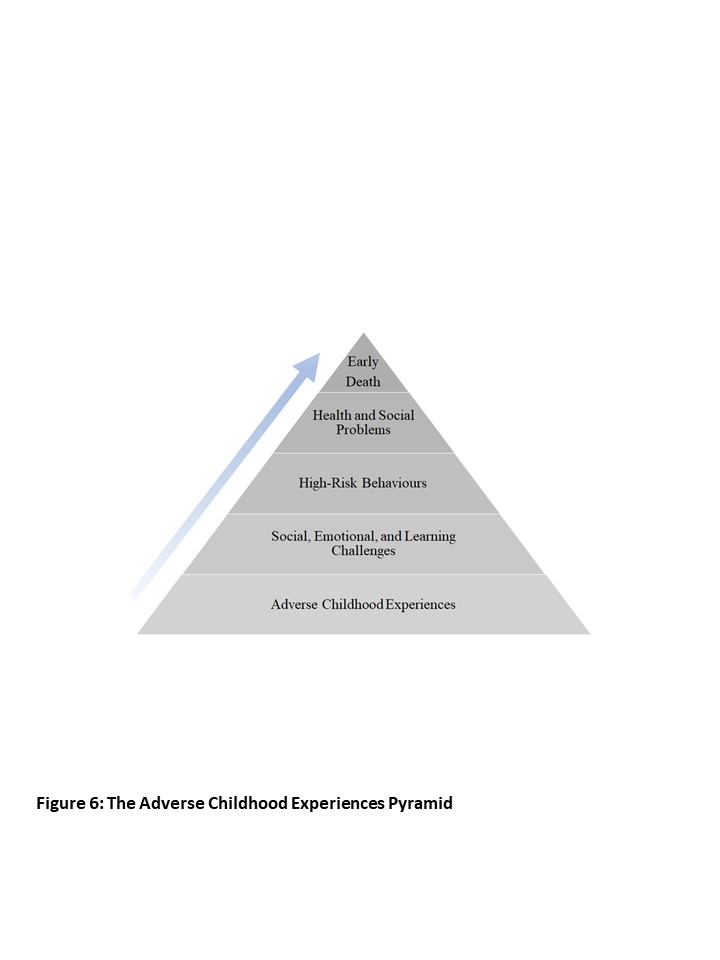 Early
Death
Health and Social
Problems
High-Risk Behaviours
Social, Emotional, and Learning
Challenges
Adverse Childhood Experiences
Figure 6: The Adverse Childhood Experiences Pyramid